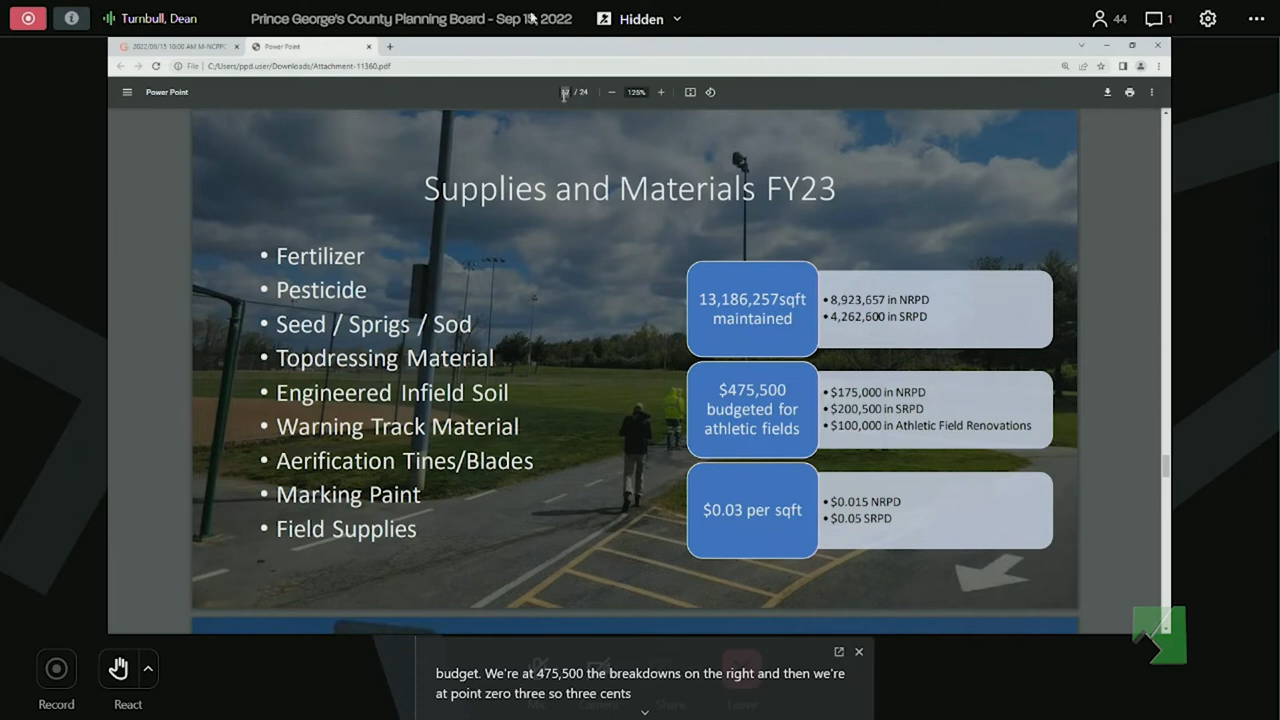 Turnbull, Dean
Prince George's County Planning Board - Sep 15, 2022
Hidden
44
1
2022/09/15 10:00 AM M-NCPPC
Power Point
File | C:/Users/ppd.user/Downloads/Attachment-11360.pdf
Power Point
/ 24
125%
Supplies and Materials FY23
• Fertilizer
• Pesticide
• Seed / Sprigs / Sod
• Topdressing Material
• Engineered Infield Soil
• Warning Track Material
• Aerification Tines/Blades
• Marking Paint
• Field Supplies
13,186,257sqft
maintained
• 8,923,657 in NRPD
• 4,262,600 in SRPD
$475,500
budgeted for
athletic fields
• $175,000 in NRPD
• $200,500 in SRPD
• $100,000 in Athletic Field Renovations
$0.03 per sqft
• $0.015 NRPD
• $0.05 SRPD
budget. We're at 475,500 the breakdowns on the right and then we're
at point zero three so three cents
Record
React
Mic
Camera
Share
Leave